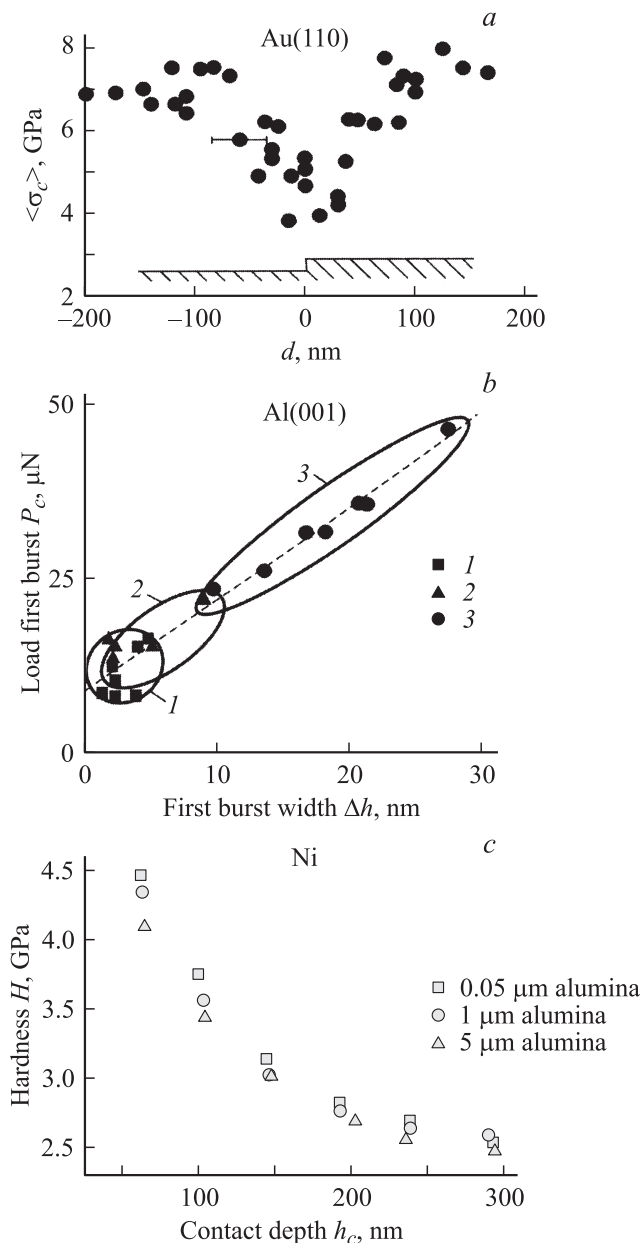 a
Au(110)
8
6
4
2
<σc>, GPa
–200
–100
0
100
200
d, nm
b
Al(001)
50
25
0
Load first burst Pc, μN
3
2
1
1
2
3
0
10
20
30
First burst width Δh, nm
c
Ni
4.5
4.0
3.5
3.0
2.5
Hardness H, GPa
0.05 μm alumina
1 μm alumina
5 μm alumina
100
200
300
Contact depth hc, nm